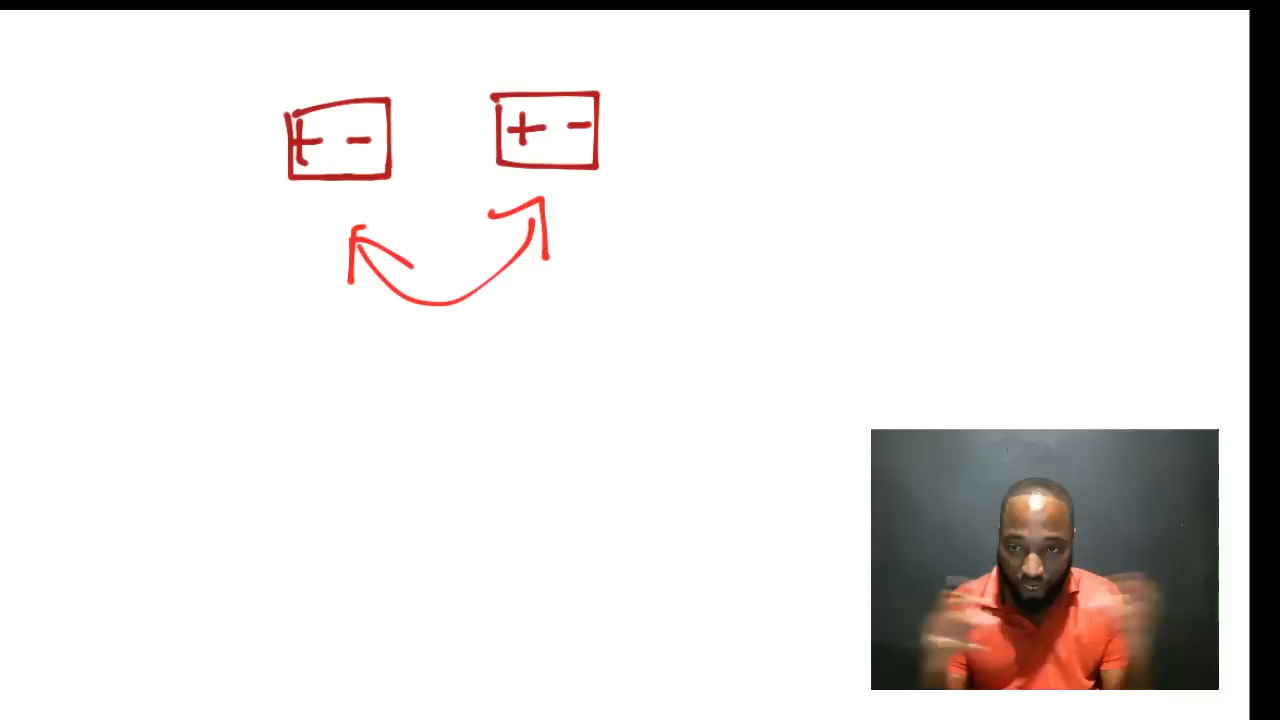 + - + -